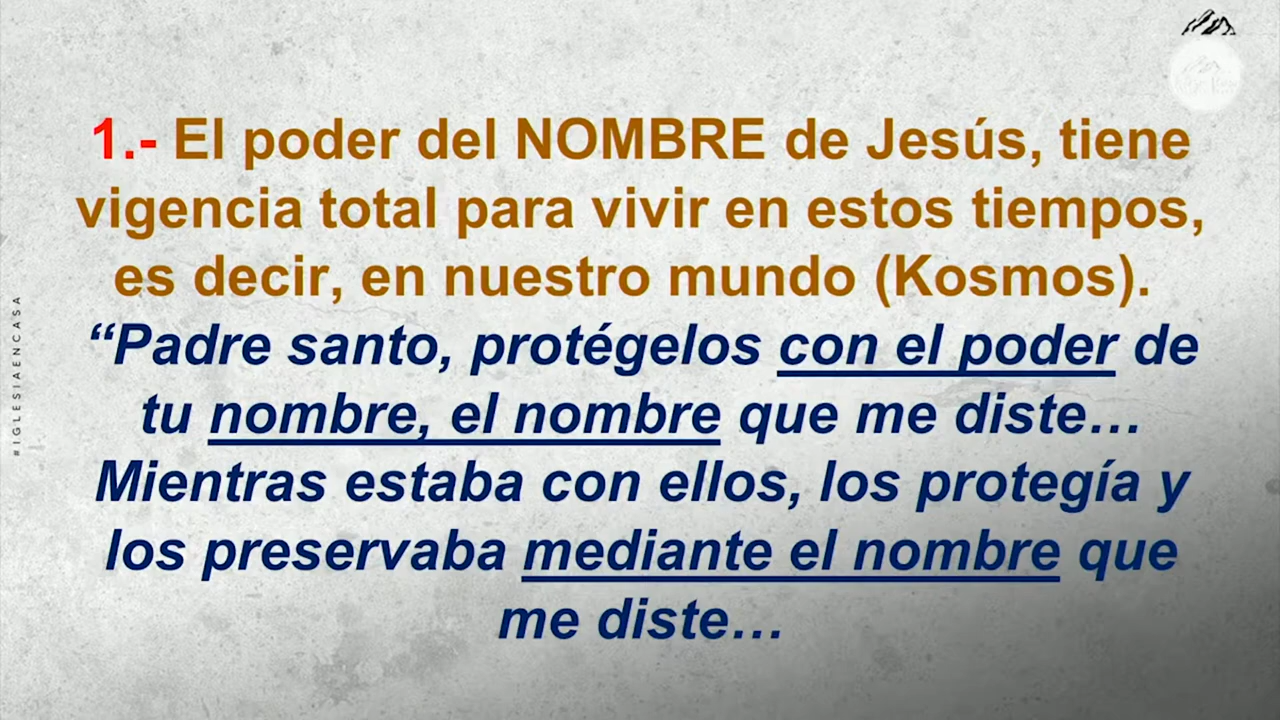 1.- El poder del NOMBRE de Jesús, tiene
vigencia total para vivir en estos tiempos,
es decir, en nuestro mundo (Kosmos).
“Padre santo, protégelos con el poder de
tu nombre, el nombre que me diste…
Mientras estaba con ellos, los protegía y
los preservaba mediante el nombre que
me diste…
#IGLESIAENCASA